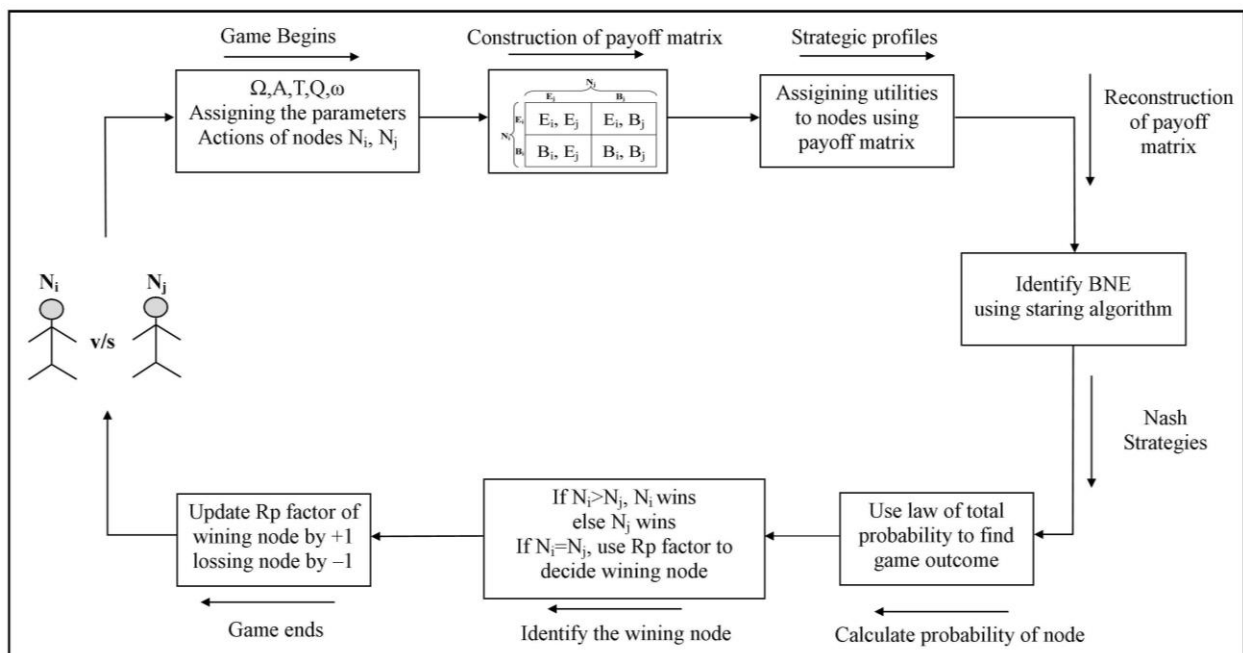 Game Begins
Construction of payoff matrix
Strategic profiles
Ω,A,T,Q,ω
Assigning the parameters
Actions of nodes Nᵢ, Nⱼ
Nⱼ
Eⱼ Bⱼ
Nᵢ
Eᵢ
Eᵢ, Eⱼ Eᵢ, Bⱼ
Bᵢ
Bᵢ, Eⱼ Bᵢ, Bⱼ
Assigining utilities
to nodes using
payoff matrix
Reconstruction
of payoff
matrix
Nᵢ
v/s
Nⱼ
Identify BNE
using staring algorithm
Nash
Strategies
Use law of total
probability to find
game outcome
Calculate probability of node
If Nᵢ>Nⱼ, Nᵢ wins
else Nⱼ wins
If Nᵢ=Nⱼ, use Rp factor to
decide wining node
Identify the wining node
Update Rp factor of
wining node by +1
lossing node by −1
Game ends